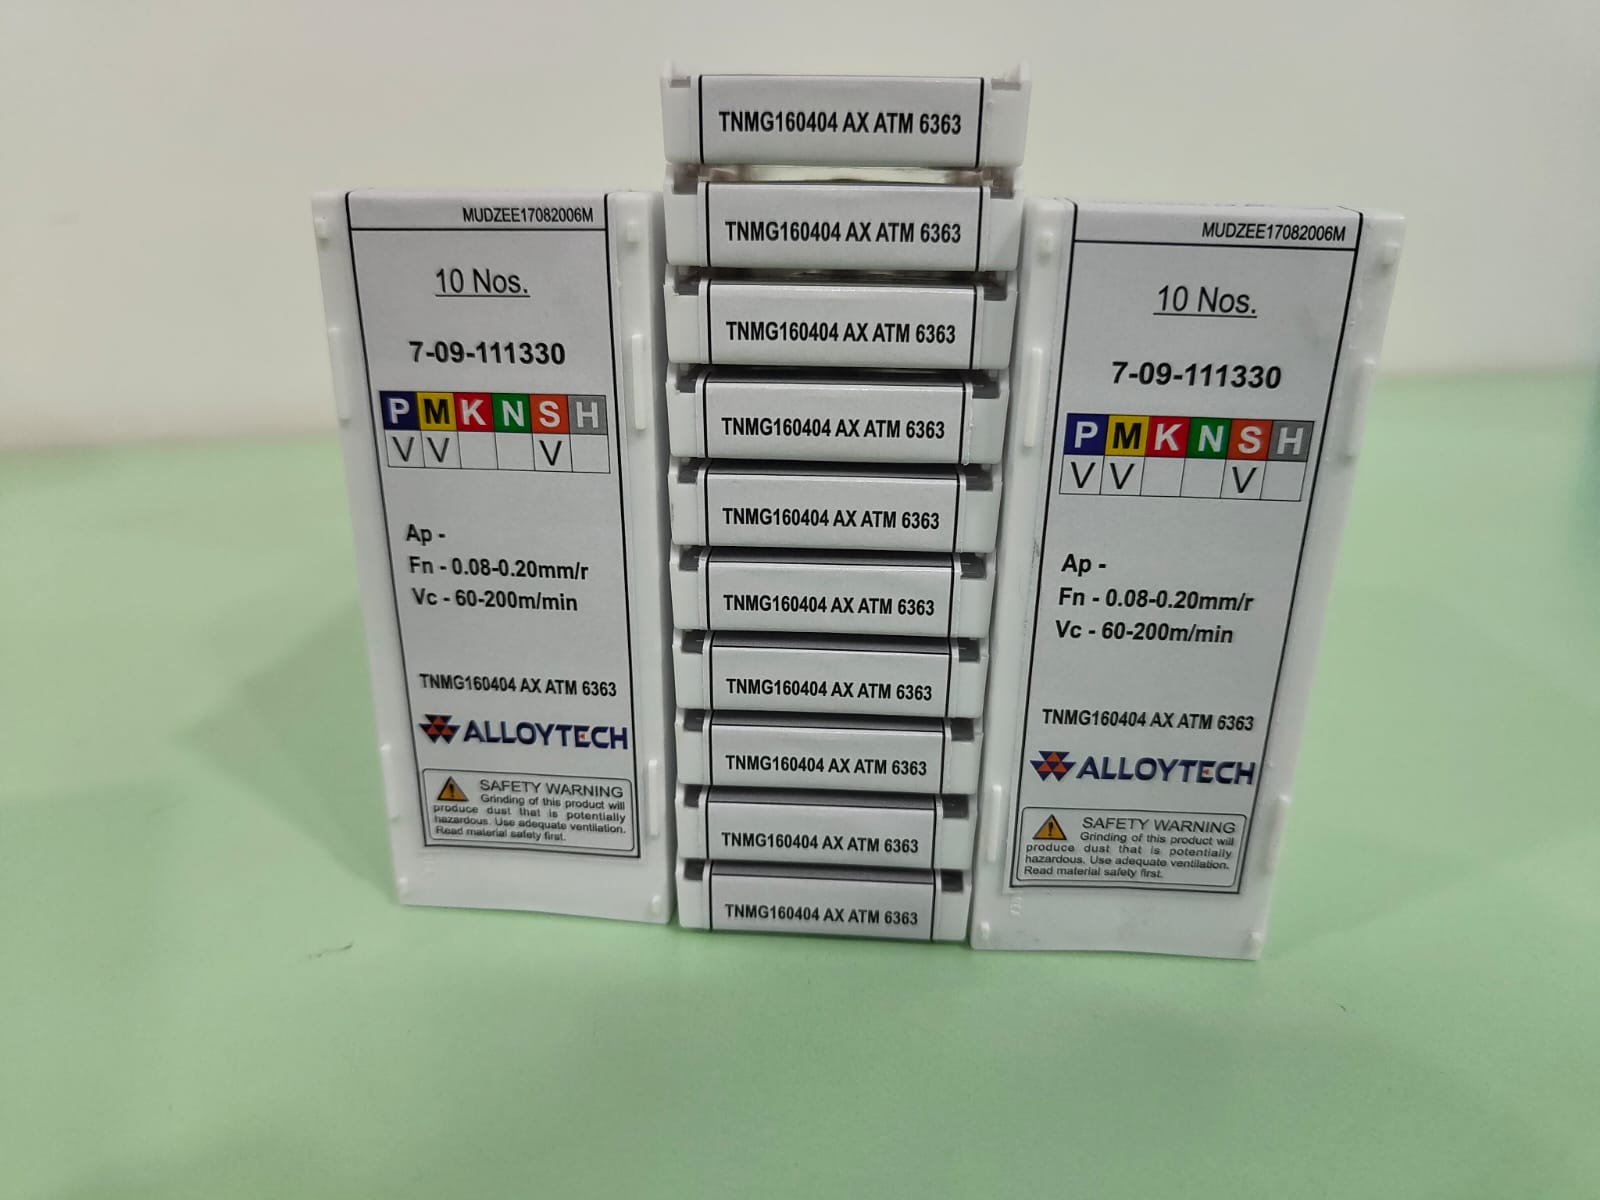 MUDZEE17082006M
10 Nos.
7-09-111330
P M K N S H
V V V
Ap -
Fn - 0.08-0.20mm/r
Vc - 60-200m/min
TNMG160404 AX ATM 6363
ALLOYTECH
SAFETY WARNING
Grinding of this product will
produce dust that is potentially
hazardous. Use adequate ventilation.
Read material safety first.
TNMG160404 AX ATM 6363
TNMG160404 AX ATM 6363
TNMG160404 AX ATM 6363
TNMG160404 AX ATM 6363
TNMG160404 AX ATM 6363
TNMG160404 AX ATM 6363
TNMG160404 AX ATM 6363
TNMG160404 AX ATM 6363
TNMG160404 AX ATM 6363
TNMG160404 AX ATM 6363
MUDZEE17082006M
10 Nos.
7-09-111330
P M K N S H
V V V
Ap -
Fn - 0.08-0.20mm/r
Vc - 60-200m/min
TNMG160404 AX ATM 6363
ALLOYTECH
SAFETY WARNING
Grinding of this product will
produce dust that is potentially
hazardous. Use adequate ventilation.
Read material safety first.